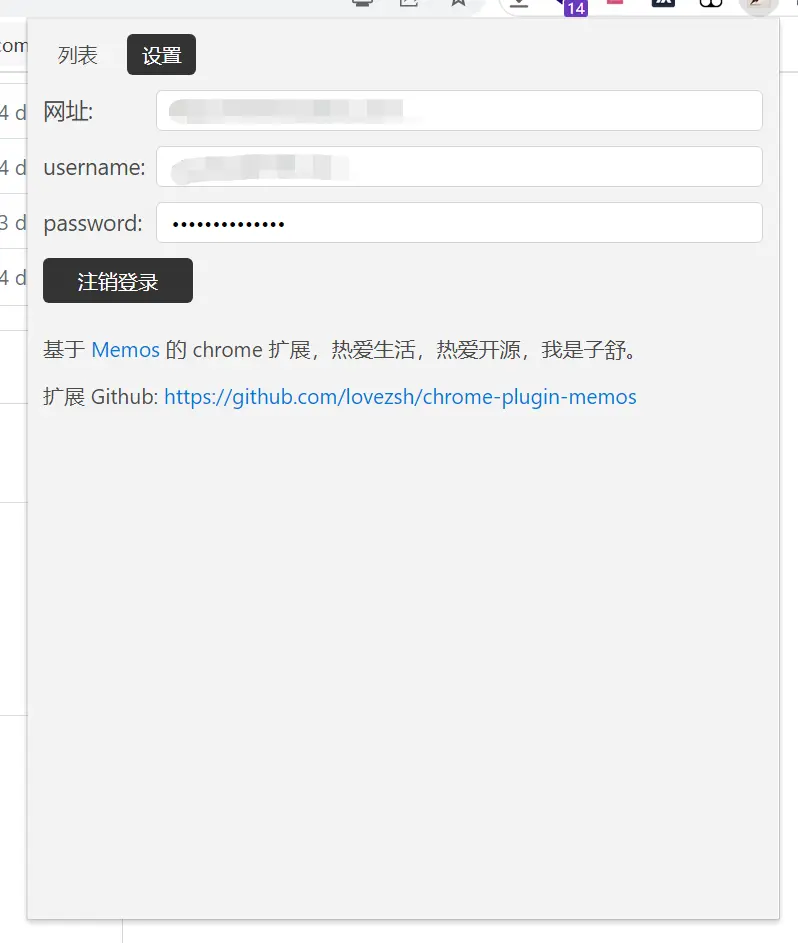 14
com
列表 设置
4 d
网址:
4 d
username:
3 d
password: ••••••••••••••
4 d
注销登录
基于 Memos 的 chrome 扩展，热爱生活，热爱开源，我是子舒。
扩展 Github: https://github.com/lovezsh/chrome-plugin-memos